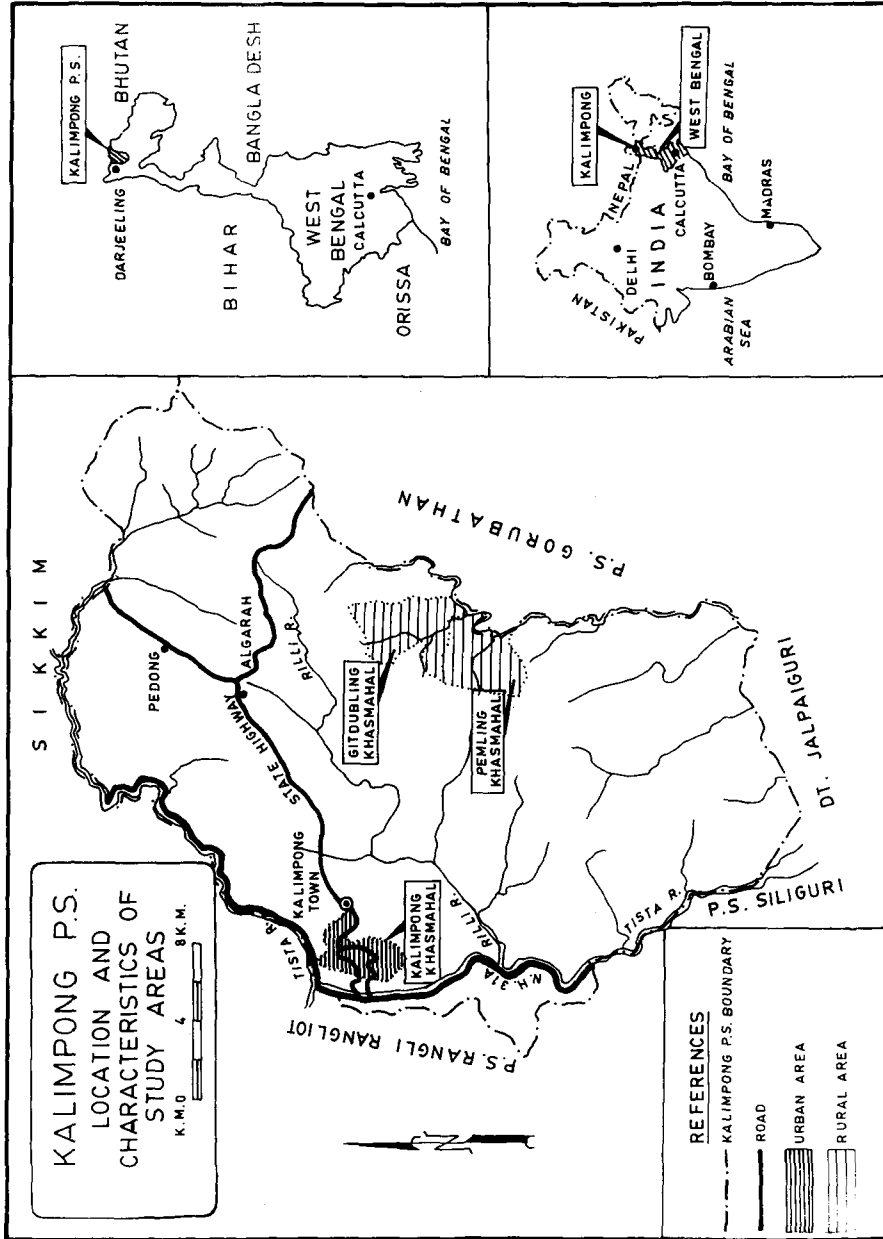 KALIMPONG P.S.
LOCATION AND
CHARACTERISTICS OF
STUDY AREAS
K.M.0 4 8 K.M.
SIKKIM
PEDONG
ALGARAH
STATE HIGHWAY
RILLI R.
TISTA R.
KALIMPONG
TOWN
KALIMPONG
KHASMAHAL
GITDUBLING
KHASMAHAL
PEMLING
KHASMAHAL
P.S. GORUBATHAN
P.S. RANGLI RANGLIOT
N.H. 31A
RILLI R.
TISTA R.
P.S. SILIGURI
DT. JALPAIGURI
N
REFERENCES
KALIMPONG P.S. BOUNDARY
ROAD
URBAN AREA
RURAL AREA
KALIMPONG P.S.
BHUTAN
DARJEELING
BIHAR
BANGLA DESH
WEST
BENGAL
CALCUTTA
ORISSA
BAY OF BENGAL
KALIMPONG
NEPAL
WEST BENGAL
PAKISTAN
DELHI
INDIA
CALCUTTA
BAY OF BENGAL
BOMBAY
MADRAS
ARABIAN
SEA